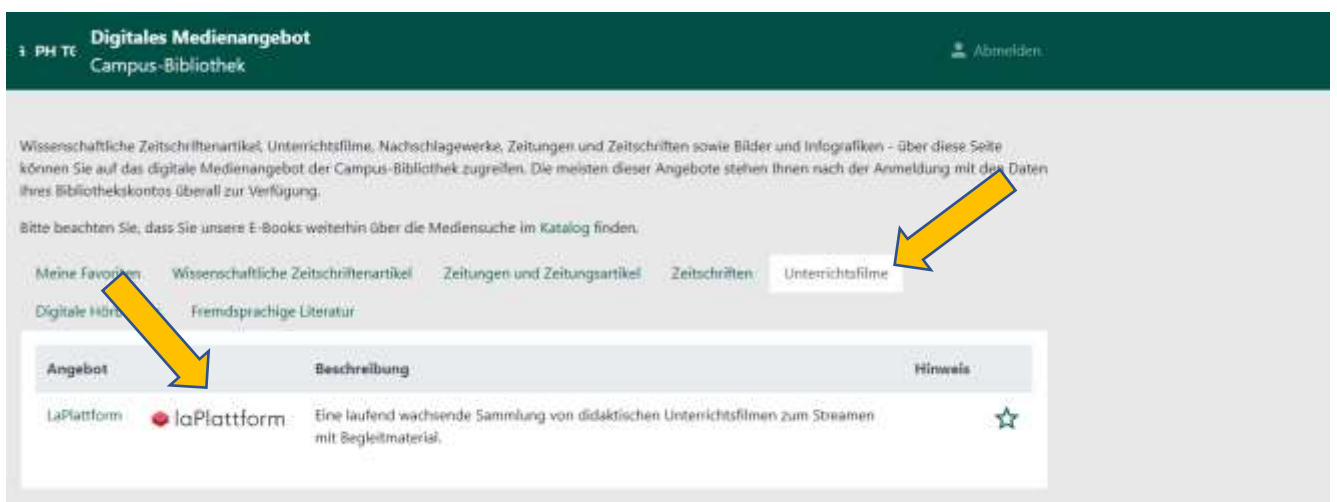 PH TG
Digitales Medienangebot
Campus-Bibliothek
Abmelden
Wissenschaftliche Zeitschriftenartikel, Unterrichtsfilme, Nachschlagewerke, Zeitungen und Zeitschriften sowie Bilder und Infografiken – über diese Seite
können Sie auf das digitale Medienangebot der Campus-Bibliothek zugreifen. Die meisten dieser Angebote stehen Ihnen nach der Anmeldung mit den Daten
Ihres Bibliothekskontos überall zur Verfügung.
Bitte beachten Sie, dass Sie unsere E-Books weiterhin über die Mediensuche im Katalog finden.
Meine Favoriten Wissenschaftliche Zeitschriftenartikel Zeitungen und Zeitungsartikel Zeitschriften Unterrichtsfilme
Digitale Fremdsprachige Literatur
Angebot Beschreibung Hinweis
LaPlattform laPlattform Eine laufend wachsende Sammlung von didaktischen Unterrichtsfilmen zum Streamen
mit Begleitmaterial.